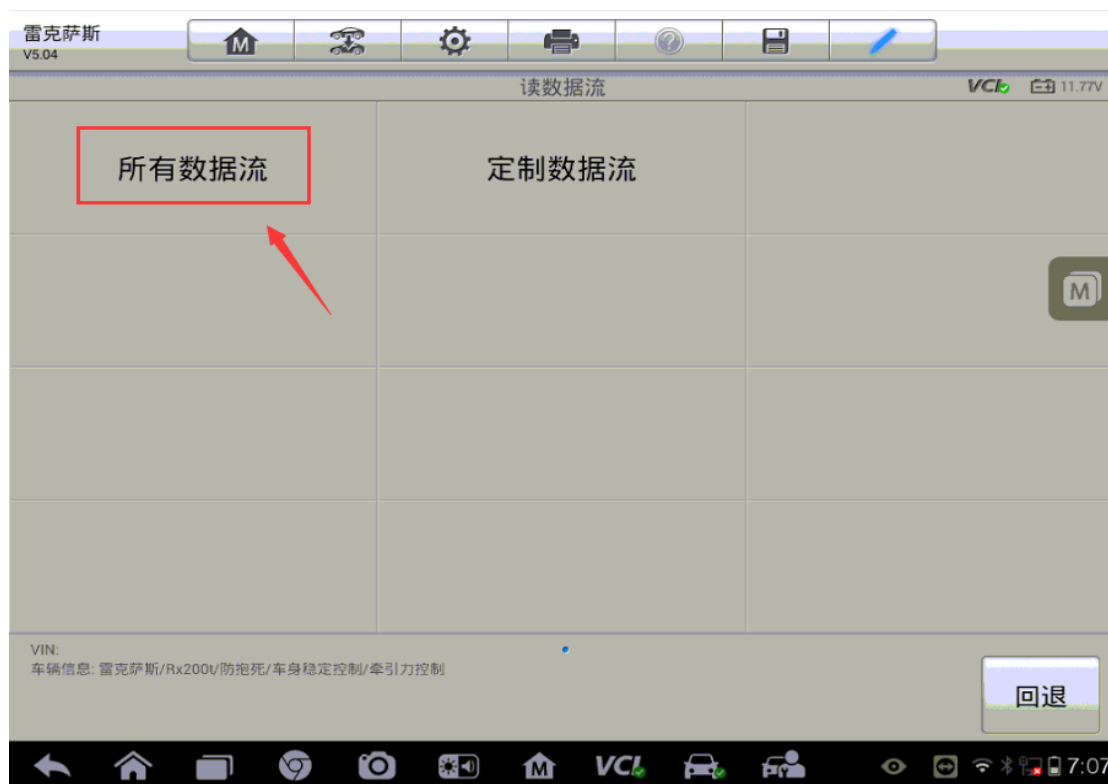 雷克萨斯
V5.04
M
读数据流
VCI 11.77V
所有数据流
定制数据流
M
VIN:
车辆信息: 雷克萨斯/Rx200t/防抱死/车身稳定控制/牵引力控制
回退
M VCI 7:07